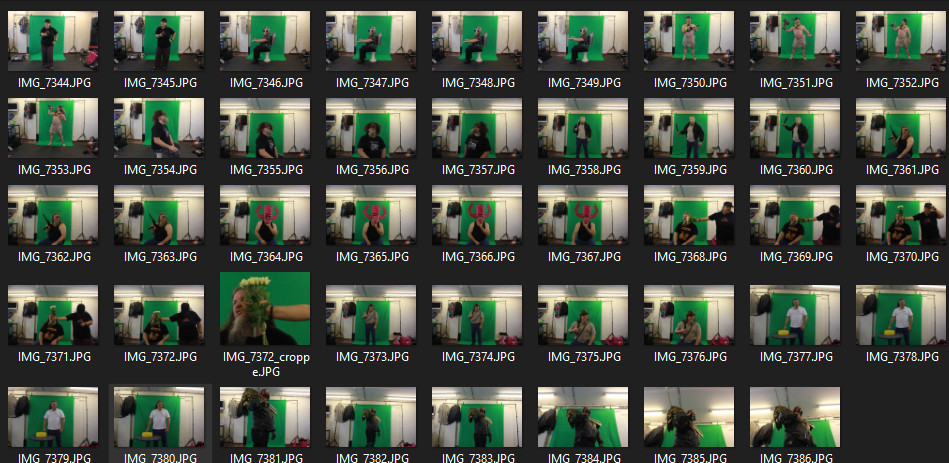 IMG_7344.JPG IMG_7345.JPG IMG_7346.JPG IMG_7347.JPG IMG_7348.JPG IMG_7349.JPG IMG_7350.JPG IMG_7351.JPG IMG_7352.JPG
IMG_7353.JPG IMG_7354.JPG IMG_7355.JPG IMG_7356.JPG IMG_7357.JPG IMG_7358.JPG IMG_7359.JPG IMG_7360.JPG IMG_7361.JPG
IMG_7362.JPG IMG_7363.JPG IMG_7364.JPG IMG_7365.JPG IMG_7366.JPG IMG_7367.JPG IMG_7368.JPG IMG_7369.JPG IMG_7370.JPG
IMG_7371.JPG IMG_7372.JPG IMG_7372_croppe.JPG IMG_7373.JPG IMG_7374.JPG IMG_7375.JPG IMG_7376.JPG IMG_7377.JPG IMG_7378.JPG
IMG_7379.JPG IMG_7380.JPG IMG_7381.JPG IMG_7382.JPG IMG_7383.JPG IMG_7384.JPG IMG_7385.JPG IMG_7386.JPG